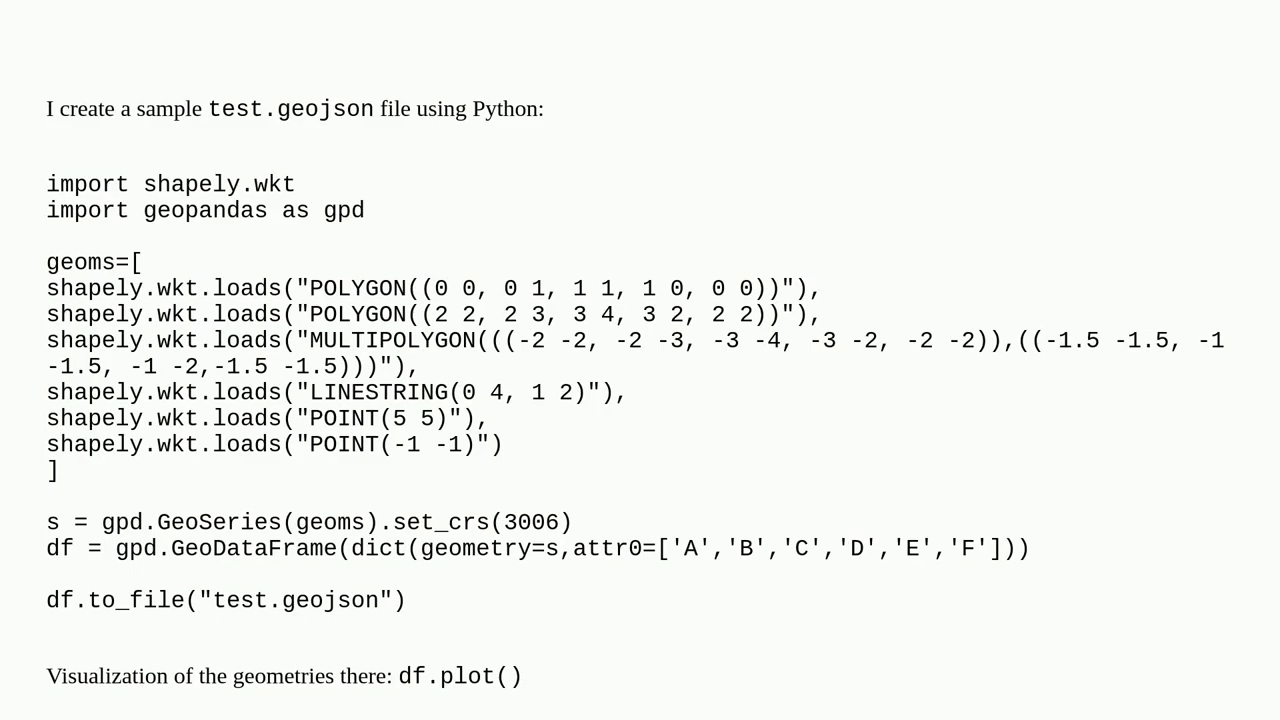 I create a sample test.geojson file using Python:
import shapely.wkt
import geopandas as gpd
geoms=[
shapely.wkt.loads("POLYGON((0 0, 0 1, 1 1, 1 0, 0 0))"),
shapely.wkt.loads("POLYGON((2 2, 2 3, 3 4, 3 2, 2 2))"),
shapely.wkt.loads("MULTIPOLYGON(((-2 -2, -2 -3, -3 -4, -3 -2, -2 -2)),((-1.5 -1.5, -1
-1.5, -1 -2,-1.5 -1.5)))"),
shapely.wkt.loads("LINESTRING(0 4, 1 2)"),
shapely.wkt.loads("POINT(5 5)"),
shapely.wkt.loads("POINT(-1 -1)")
]
s = gpd.GeoSeries(geoms).set_crs(3006)
df = gpd.GeoDataFrame(dict(geometry=s,attr0=['A','B','C','D','E','F']))
df.to_file("test.geojson")
Visualization of the geometries there: df.plot()